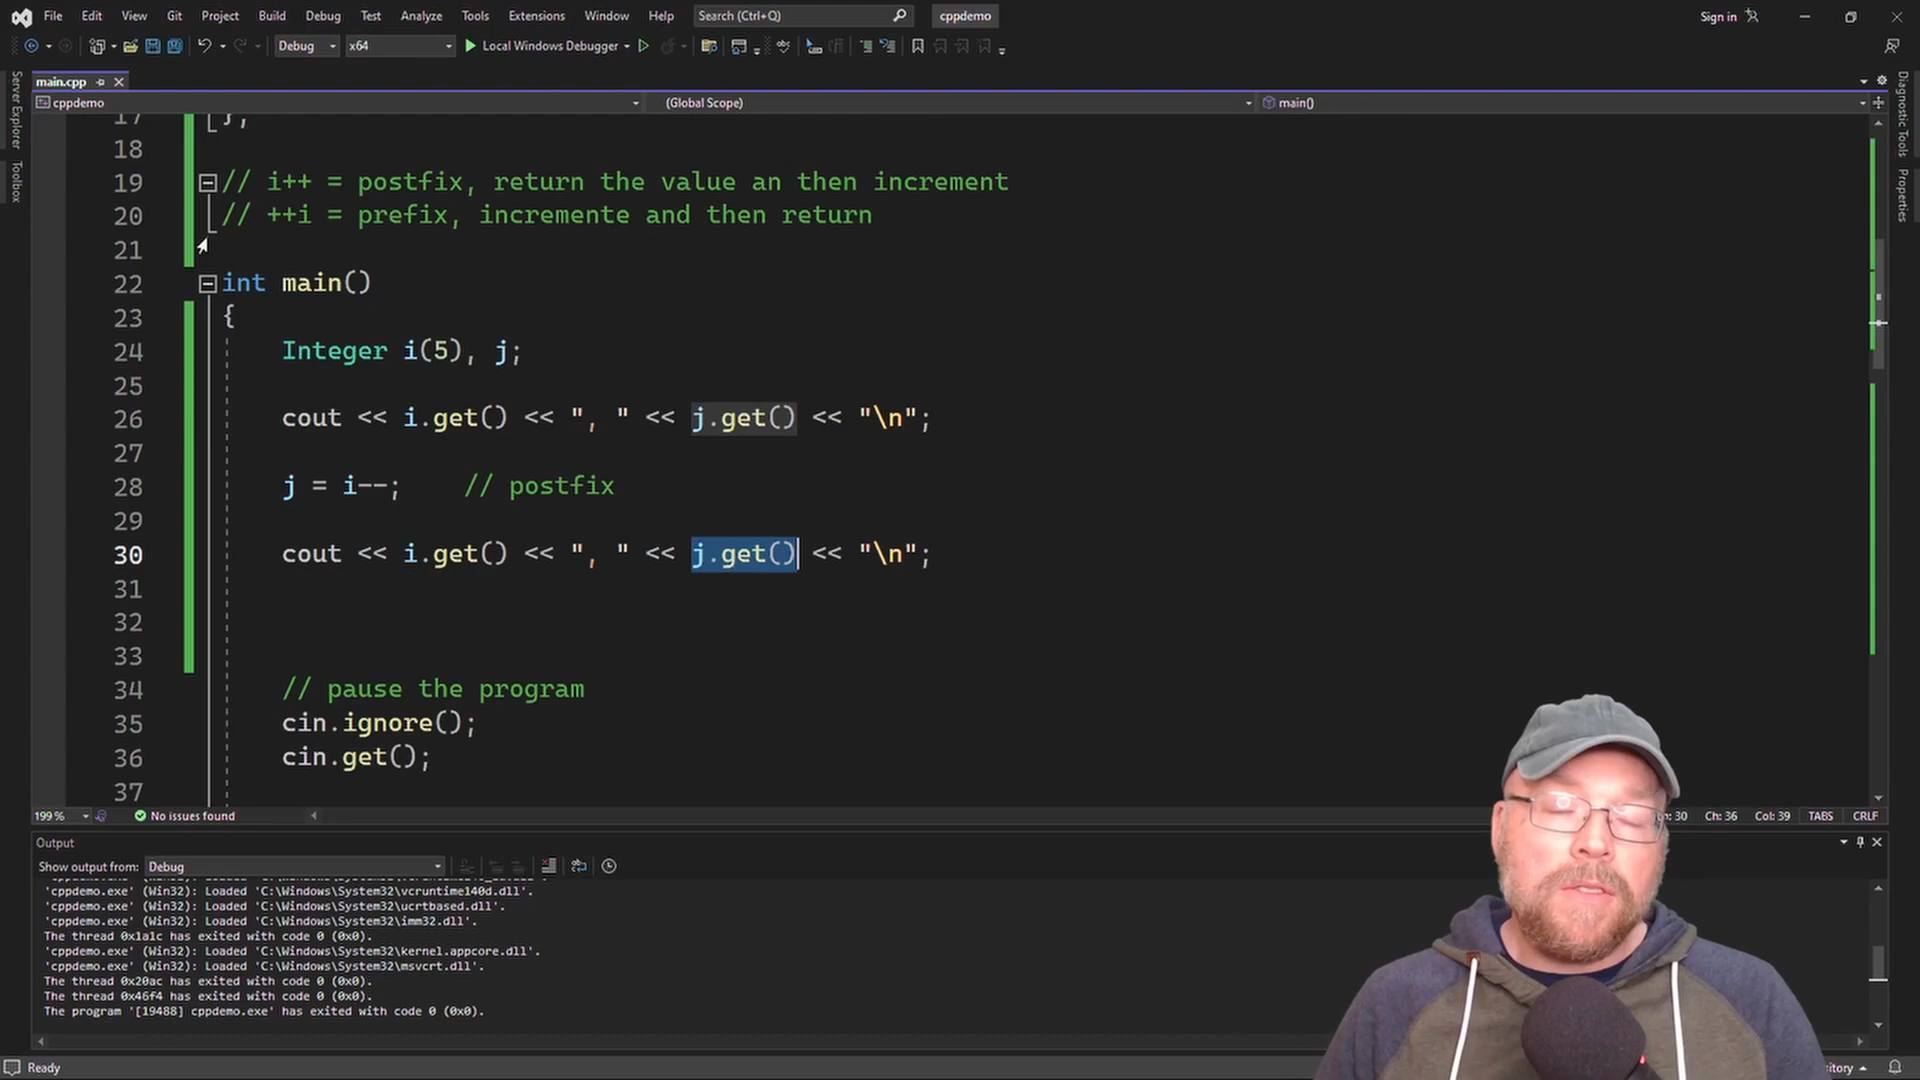 File Edit View Git Project Build Debug Test Analyze Tools Extensions Window Help Search (Ctrl+Q) cppdemo Sign in
Debug x64 Local Windows Debugger
main.cpp
cppdemo (Global Scope) main()
Server Explorer
Toolbox
Diagnostic Tools
Properties
17 };
18
19 // i++ = postfix, return the value an then increment
20 // ++i = prefix, incremente and then return
21
22 int main()
23 {
24 Integer i(5), j;
25
26 cout << i.get() << ", " << j.get() << "\n";
27
28 j = i--; // postfix
29
30 cout << i.get() << ", " << j.get() << "\n";
31
32
33
34 // pause the program
35 cin.ignore();
36 cin.get();
37
199 % No issues found : 30 Ch: 36 Col: 39 TABS CRLF
Output
Show output from: Debug
'cppdemo.exe' (Win32): Loaded 'C:\Windows\System32\vcruntime140d.dll'.
'cppdemo.exe' (Win32): Loaded 'C:\Windows\System32\ucrtbased.dll'.
'cppdemo.exe' (Win32): Loaded 'C:\Windows\System32\imm32.dll'.
The thread 0x1a1c has exited with code 0 (0x0).
'cppdemo.exe' (Win32): Loaded 'C:\Windows\System32\kernel.appcore.dll'.
'cppdemo.exe' (Win32): Loaded 'C:\Windows\System32\msvcrt.dll'.
The thread 0x20ac has exited with code 0 (0x0).
The thread 0x46f4 has exited with code 0 (0x0).
The program '[19488] cppdemo.exe' has exited with code 0 (0x0).
Ready